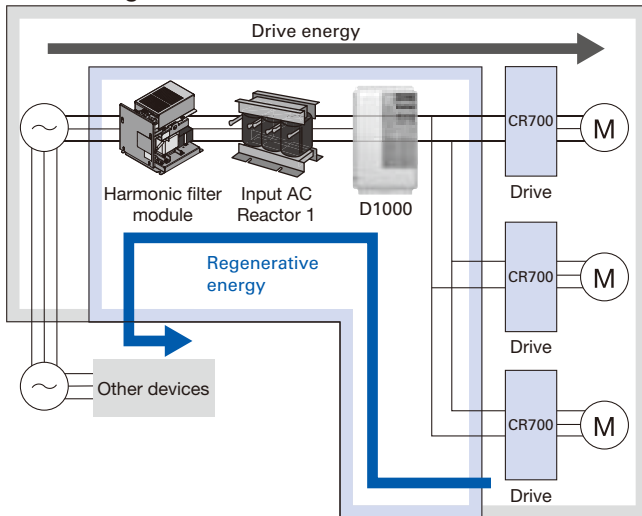 Drive energy
CR700
M
Drive
Harmonic filter
module
Input AC
Reactor 1
D1000
Regenerative
energy
CR700
M
Drive
Other devices
CR700
M
Drive